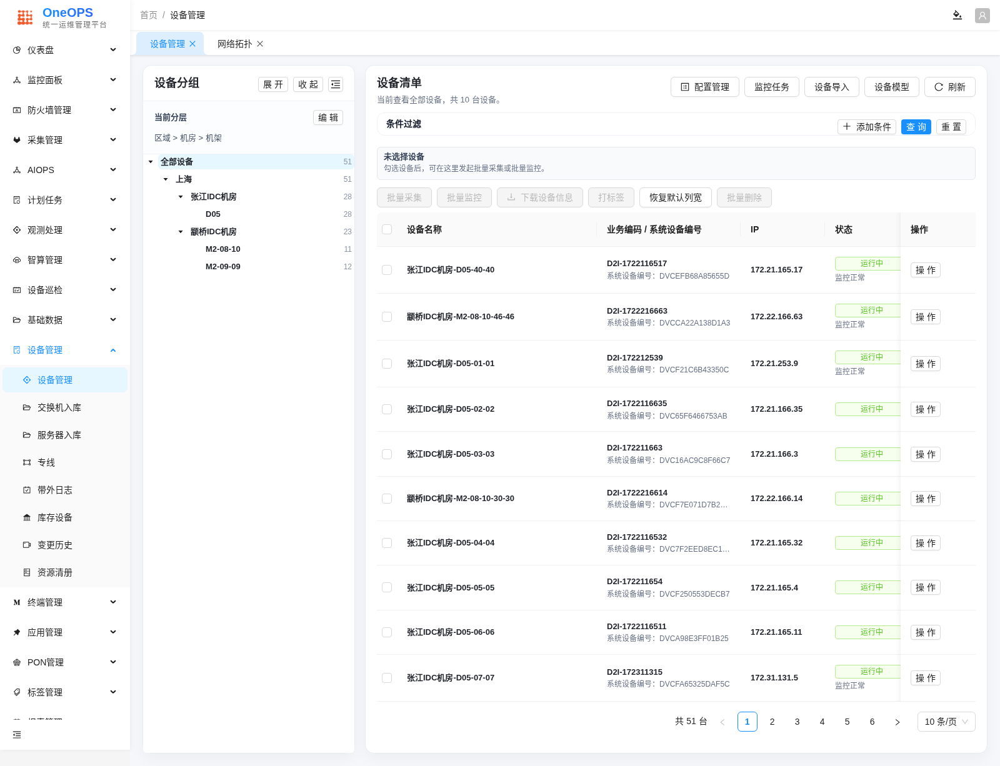 OneOPS
统一运维管理平台
首页 / 设备管理
设备管理
网络拓扑
仪表盘
监控面板
防火墙管理
采集管理
AIOPS
计划任务
观测处理
智算管理
设备巡检
基础数据
设备管理
设备管理
交换机入库
服务器入库
专线
带外日志
库存设备
变更历史
资源清册
终端管理
应用管理
PON管理
标签管理
设备分组
展 开
收 起
当前分层
编 辑
区域 > 机房 > 机架
全部设备 51
上海 51
张江IDC机房 28
D05 28
颛桥IDC机房 23
M2-08-10 11
M2-09-09 12
设备清单
当前查看全部设备，共 10 台设备。
配置管理
监控任务
设备导入
设备模型
刷新
条件过滤
添加条件
查 询
重 置
未选择设备
勾选设备后，可在这里发起批量采集或批量监控。
批量采集
批量监控
下载设备信息
打标签
恢复默认列宽
批量删除
设备名称 业务编码 / 系统设备编号 IP 状态 操作
张江IDC机房-D05-40-40
D2I-1722116517
系统设备编号：DVCEFB68A85655D
172.21.165.17
运行中
监控正常
操 作
颛桥IDC机房-M2-08-10-46-46
D2I-1722216663
系统设备编号：DVCCA22A138D1A3
172.22.166.63
运行中
监控正常
操 作
张江IDC机房-D05-01-01
D2I-172212539
系统设备编号：DVCF21C6B43350C
172.21.253.9
运行中
监控正常
操 作
张江IDC机房-D05-02-02
D2I-1722116635
系统设备编号：DVC65F6466753AB
172.21.166.35
运行中
操 作
张江IDC机房-D05-03-03
D2I-172211663
系统设备编号：DVC16AC9C8F66C7
172.21.166.3
运行中
操 作
颛桥IDC机房-M2-08-10-30-30
D2I-1722216614
系统设备编号：DVCF7E071D7B2…
172.22.166.14
运行中
操 作
张江IDC机房-D05-04-04
D2I-1722116532
系统设备编号：DVC7F2EED8EC1…
172.21.165.32
运行中
操 作
张江IDC机房-D05-05-05
D2I-172211654
系统设备编号：DVCF250553DECB7
172.21.165.4
运行中
操 作
张江IDC机房-D05-06-06
D2I-1722116511
系统设备编号：DVCA98E3FF01B25
172.21.165.11
运行中
操 作
张江IDC机房-D05-07-07
D2I-172311315
系统设备编号：DVCFA65325DAF5C
172.31.131.5
运行中
监控正常
操 作
共 51 台 1 2 3 4 5 6 10 条/页